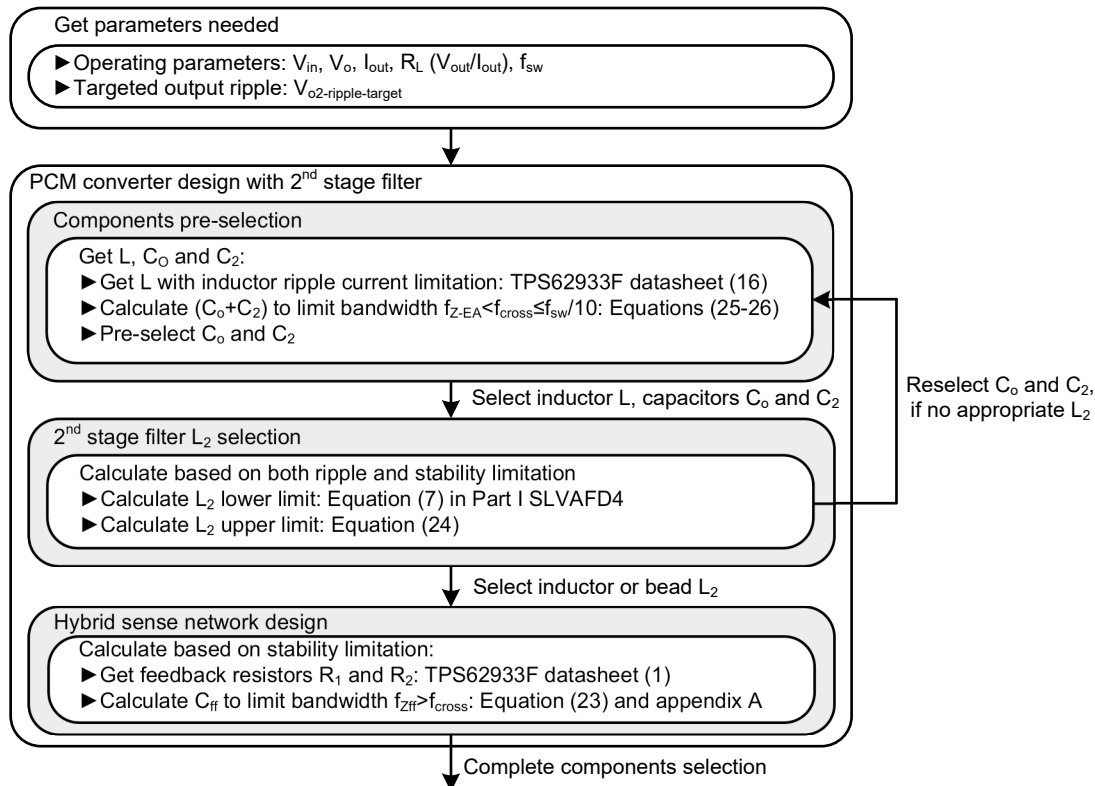 Get parameters needed
►Operating parameters: Vin, Vo, Iout, RL (Vout/Iout), fsw
►Targeted output ripple: Vo2-ripple-target
PCM converter design with 2nd stage filter
Components pre-selection
Get L, CO and C2:
►Get L with inductor ripple current limitation: TPS62933F datasheet (16)
►Calculate (Co+C2) to limit bandwidth fZ-EA<fcross≤fsw/10: Equations (25-26)
►Pre-select Co and C2
Select inductor L, capacitors Co and C2
Reselect Co and C2,
if no appropriate L2
2nd stage filter L2 selection
Calculate based on both ripple and stability limitation
►Calculate L2 lower limit: Equation (7) in Part I SLVAFD4
►Calculate L2 upper limit: Equation (24)
Select inductor or bead L2
Hybrid sense network design
Calculate based on stability limitation:
►Get feedback resistors R1 and R2: TPS62933F datasheet (1)
►Calculate Cff to limit bandwidth fZff>fcross: Equation (23) and appendix A
Complete components selection